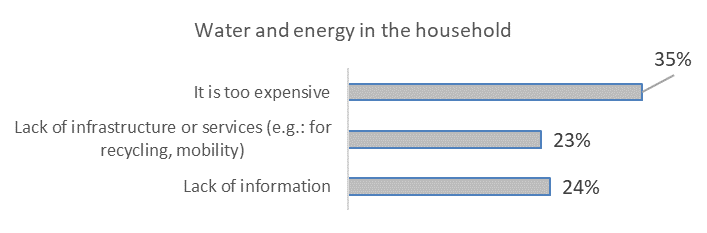 Water and energy in the household
35%
It is too expensive
Lack of infrastructure or services (e.g.: for
recycling, mobility)
23%
Lack of information
24%